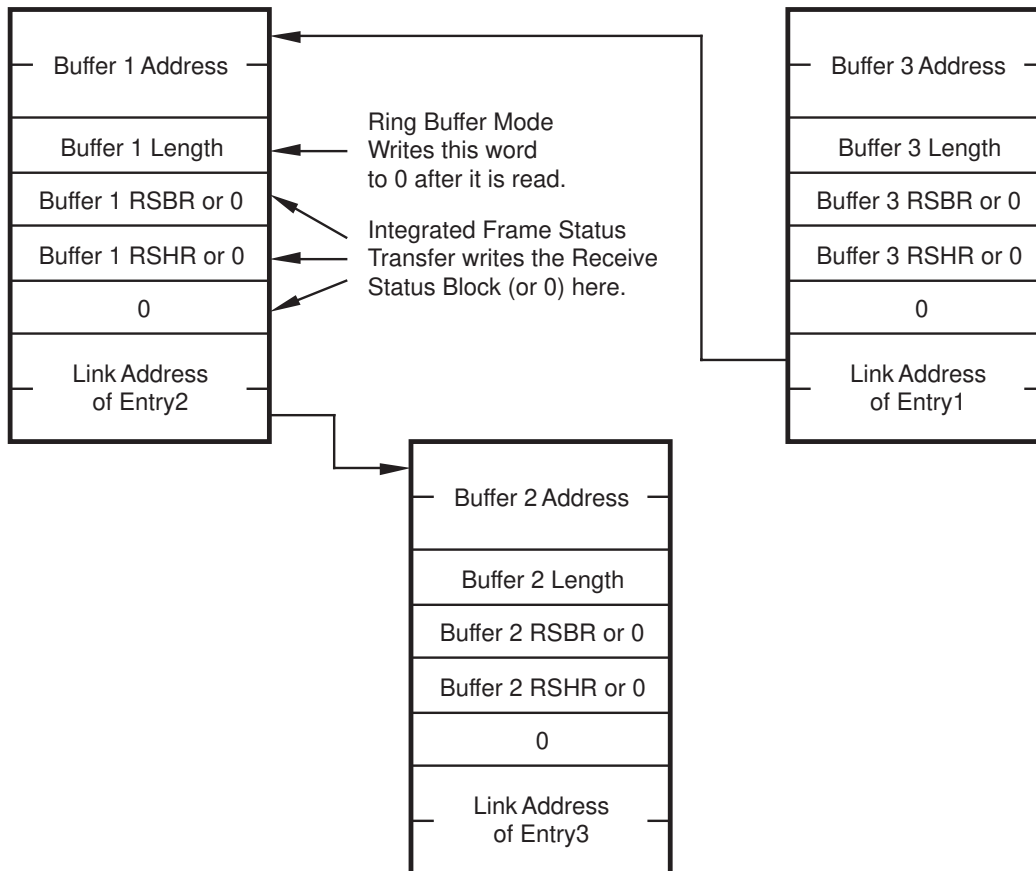 Buffer 1 Address
Buffer 1 Length
Buffer 1 RSBR or 0
Buffer 1 RSHR or 0
0
Link Address
of Entry2
Ring Buffer Mode
Writes this word
to 0 after it is read.
Integrated Frame Status
Transfer writes the Receive
Status Block (or 0) here.
Buffer 3 Address
Buffer 3 Length
Buffer 3 RSBR or 0
Buffer 3 RSHR or 0
0
Link Address
of Entry1
Buffer 2 Address
Buffer 2 Length
Buffer 2 RSBR or 0
Buffer 2 RSHR or 0
0
Link Address
of Entry3